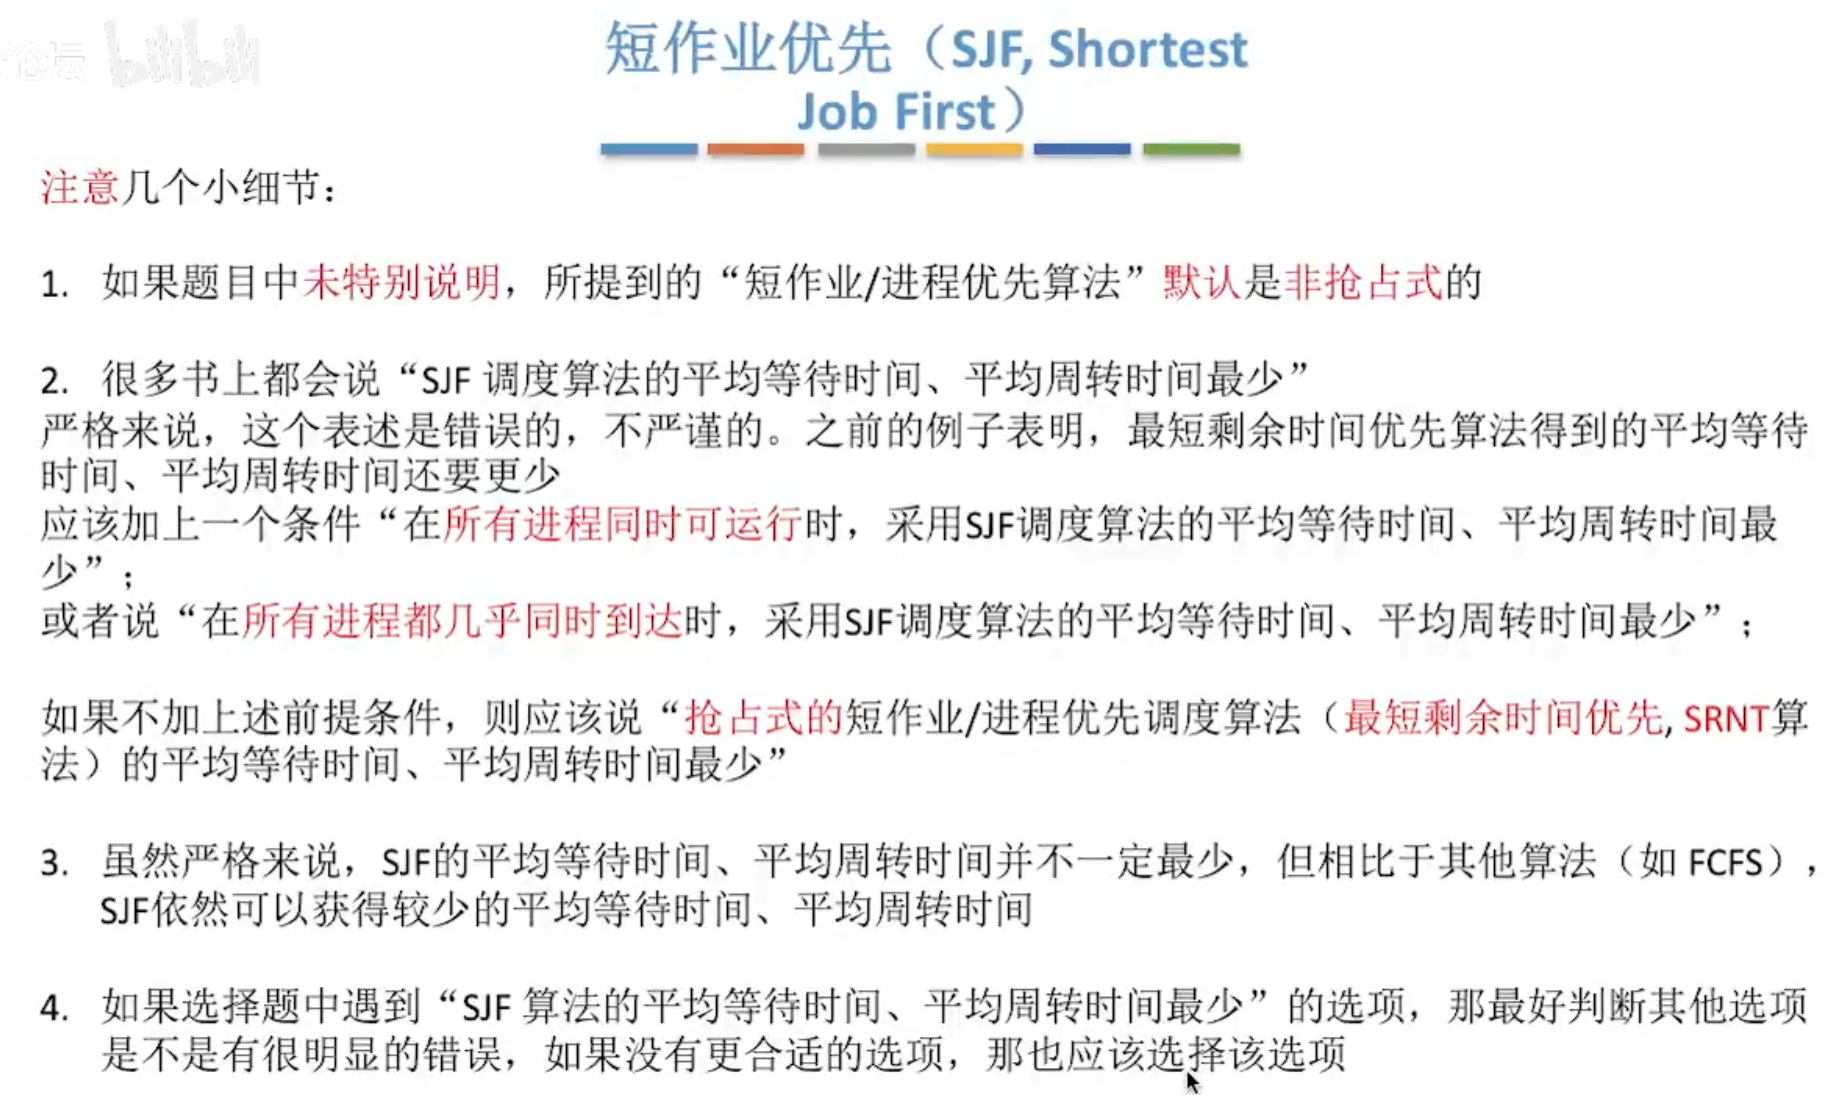 论坛 bilibili
短作业优先（SJF, Shortest
Job First）
注意几个小细节：
1. 如果题目中未特别说明，所提到的“短作业/进程优先算法”默认是非抢占式的
2. 很多书上都会说“SJF 调度算法的平均等待时间、平均周转时间最少”
严格来说，这个表述是错误的，不严谨的。之前的例子表明，最短剩余时间优先算法得到的平均等待
时间、平均周转时间还要更少
应该加上一个条件“在所有进程同时可运行时，采用SJF调度算法的平均等待时间、平均周转时间最
少”；
或者说“在所有进程都几乎同时到达时，采用SJF调度算法的平均等待时间、平均周转时间最少”；
如果不加上述前提条件，则应该说“抢占式的短作业/进程优先调度算法（最短剩余时间优先, SRNT算
法）的平均等待时间、平均周转时间最少”
3. 虽然严格来说，SJF的平均等待时间、平均周转时间并不一定最少，但相比于其他算法（如 FCFS），
SJF依然可以获得较少的平均等待时间、平均周转时间
4. 如果选择题中遇到“SJF 算法的平均等待时间、平均周转时间最少”的选项，那最好判断其他选项
是不是有很明显的错误，如果没有更合适的选项，那也应该选择该选项